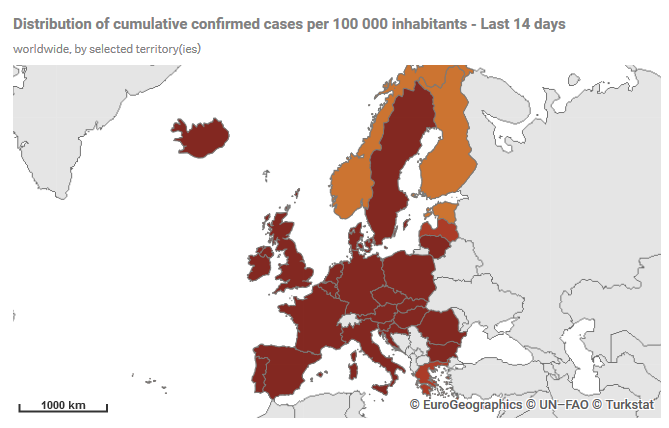 Distribution of cumulative confirmed cases per 100 000 inhabitants - Last 14 days
worldwide, by selected territory(ies)
1000 km
© EuroGeographics © UN-FAO © Turkstat